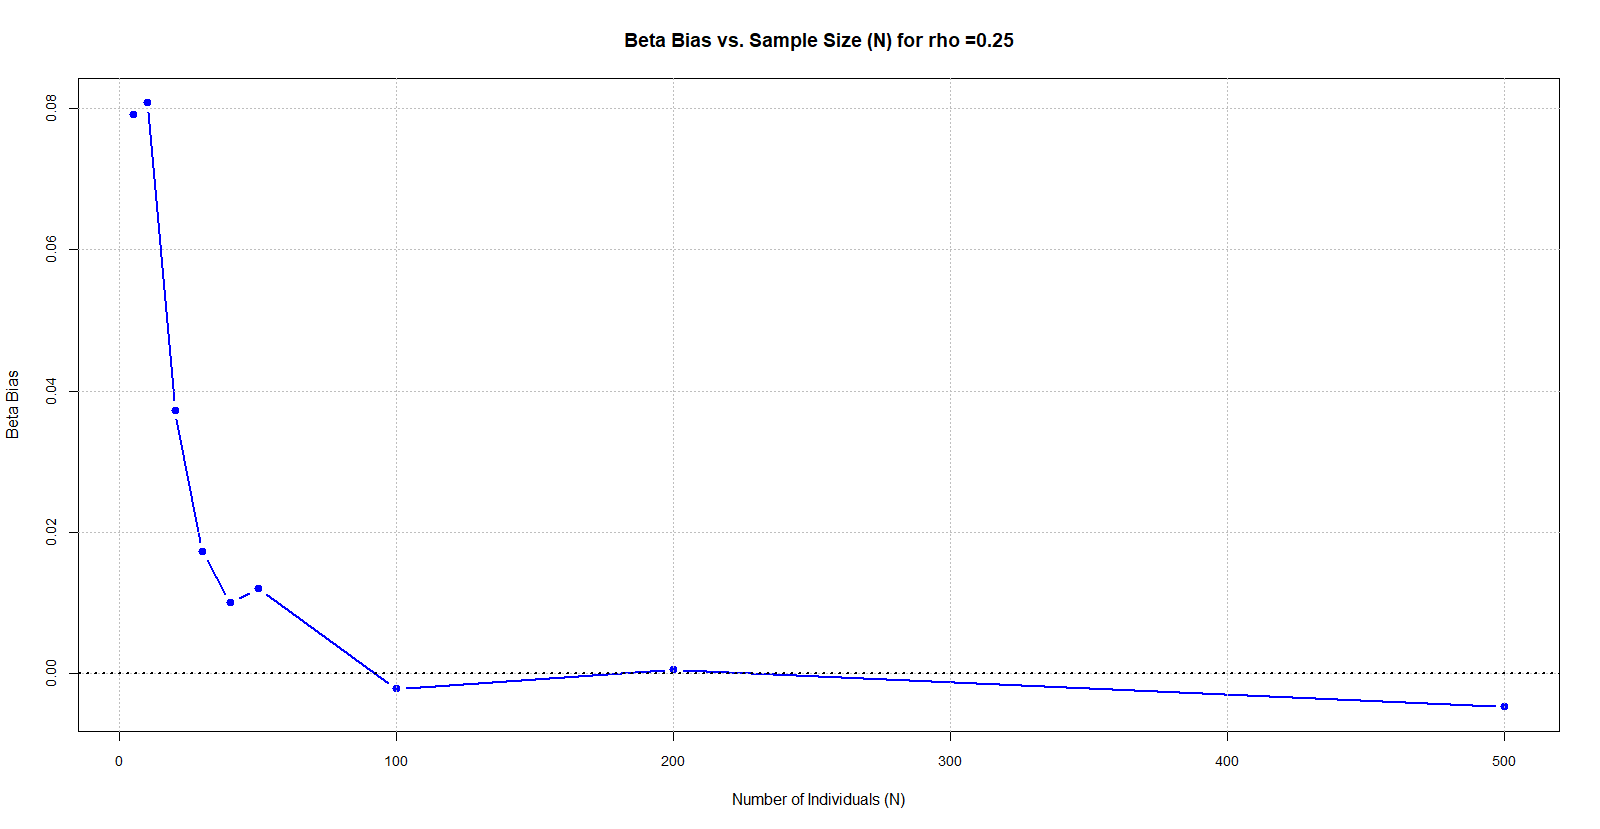 Beta Bias vs. Sample Size (N) for rho =0.25
Beta Bias
0.08
0.06
0.04
0.02
0.00
0 100 200 300 400 500
Number of Individuals (N)